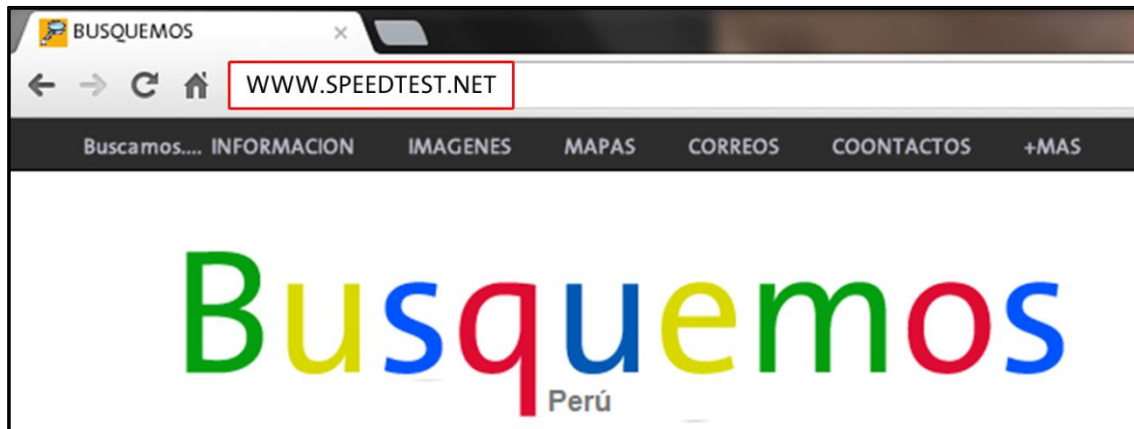 BUSQUEMOS
WWW.SPEEDTEST.NET
Buscamos.... INFORMACION IMAGENES MAPAS CORREOS COONTACTOS +MAS
Busquemos
Perú